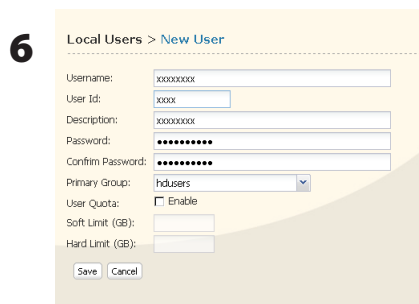 6
Local Users > New User
Username: xxxxxxxx
User Id: xxxx
Description: xxxxxxxx
Password: ••••••••••
Confrim Password: ••••••••••
Primary Group: hdusers
User Quota: Enable
Soft Limit (GB):
Hard Limit (GB):
Save Cancel